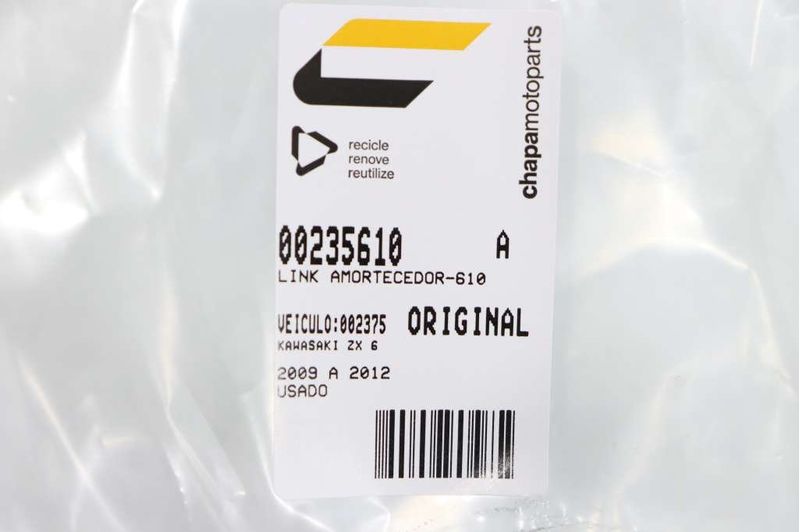 chapamotoparts
recicle
renove
reutilize
00235610 A
LINK AMORTECEDOR-610
VEICULO:002375 ORIGINAL
KAWASAKI ZX 6
2009 A 2012
USADO